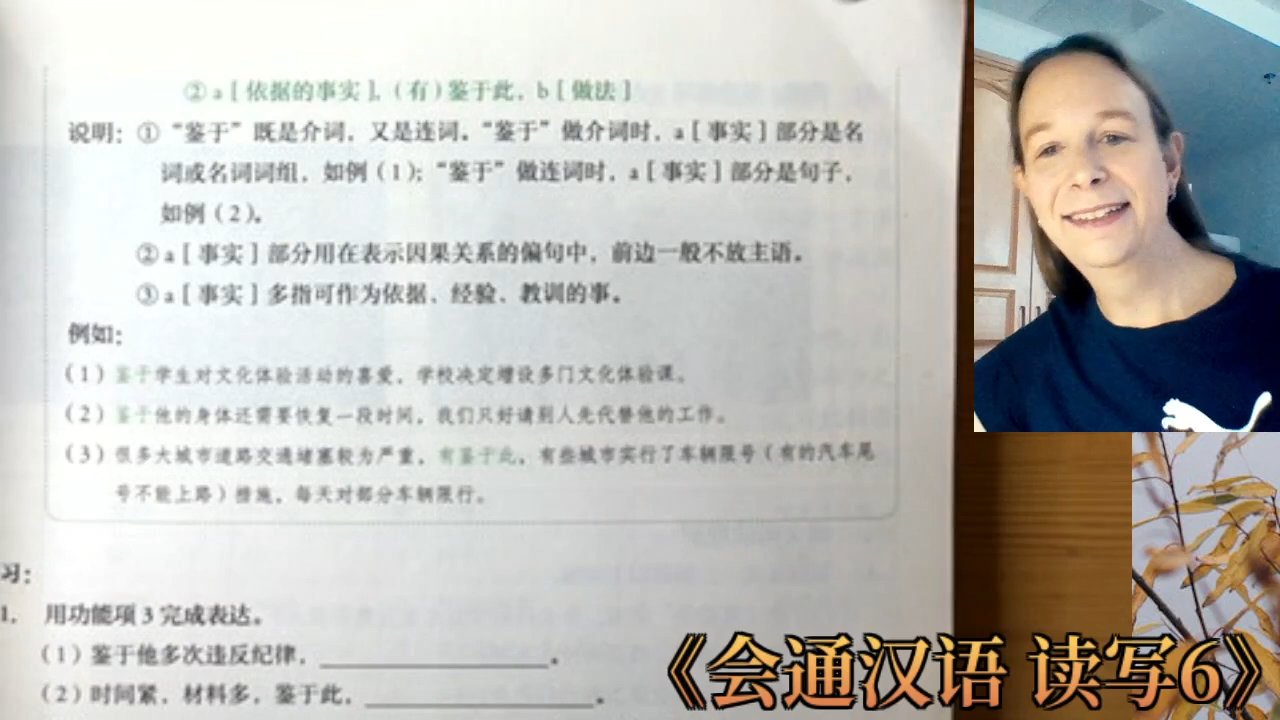 ② a [ 依据的事实 ]，（有）鉴于此，b [ 做法 ]
说明：① “鉴于” 既是介词，又是连词。“鉴于” 做介词时，a [ 事实 ] 部分是名
词或名词词组，如例（1）；“鉴于” 做连词时，a [ 事实 ] 部分是句子，
如例（2）。
② a [ 事实 ] 部分用在表示因果关系的偏句中，前边一般不放主语。
③ a [ 事实 ] 多指可作为依据、经验、教训的事。
例如：
（1）鉴于学生对文化体验活动的喜爱，学校决定增设多门文化体验课。
（2）鉴于他的身体还需要恢复一段时间，我们只好请别人先代替他的工作。
（3）很多大城市道路交通堵塞较为严重，有鉴于此，有些城市实行了车辆限号（有的汽车尾
号不能上路）措施，每天对部分车辆限行。
习：
1. 用功能项 3 完成表达。
（1）鉴于他多次违反纪律，____________________。
（2）时间紧，材料多，鉴于此，____________________。
《会通汉语 读写6》